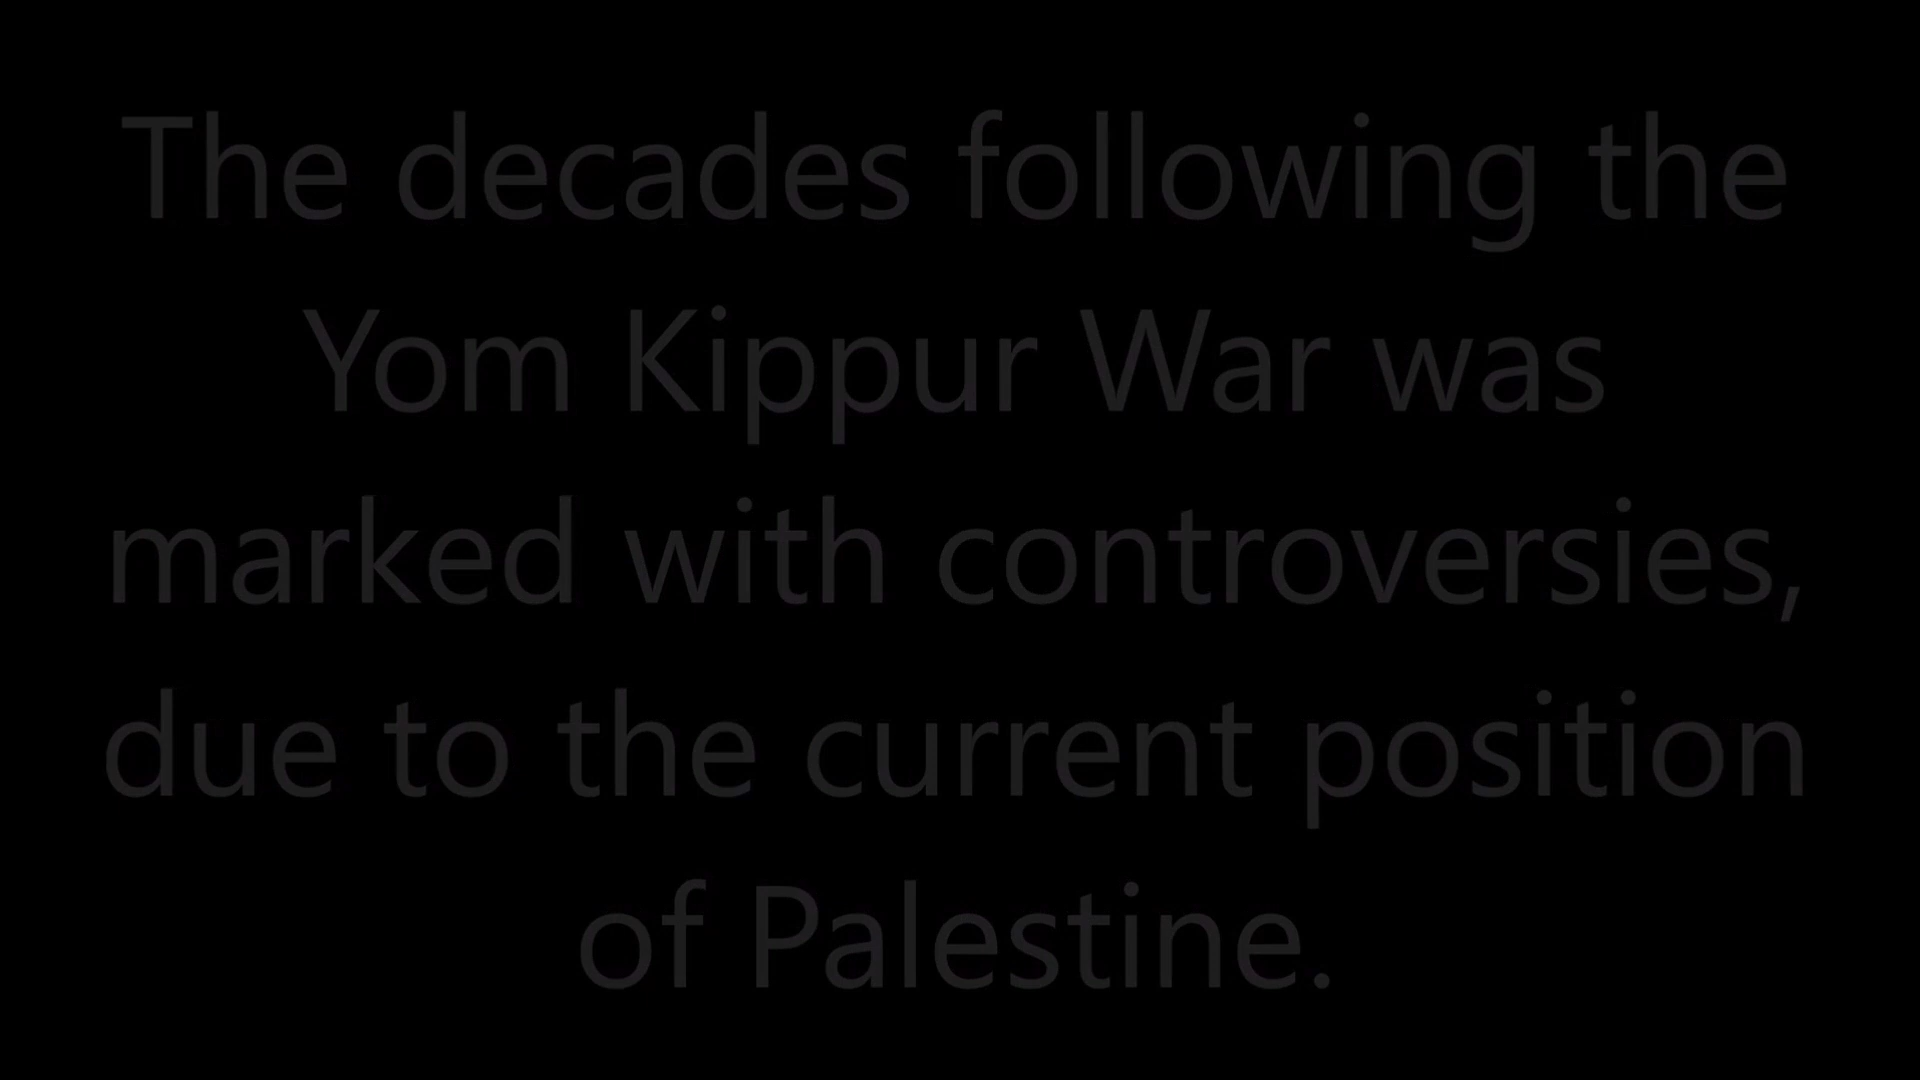 The decades following the
Yom Kippur War was
marked with controversies,
due to the current position
of Palestine.